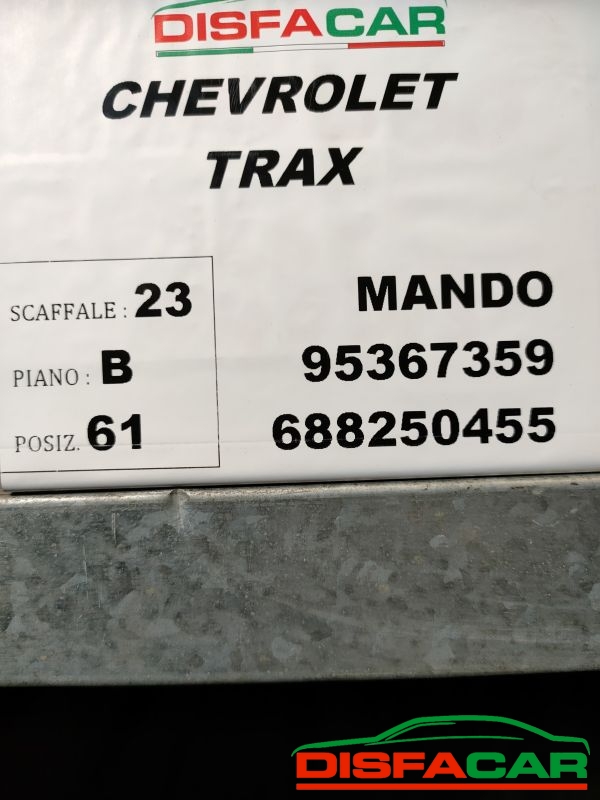 DISFACAR
CHEVROLET
TRAX
SCAFFALE : 23
PIANO : B
POSIZ. 61
MANDO
95367359
688250455
DISFACAR